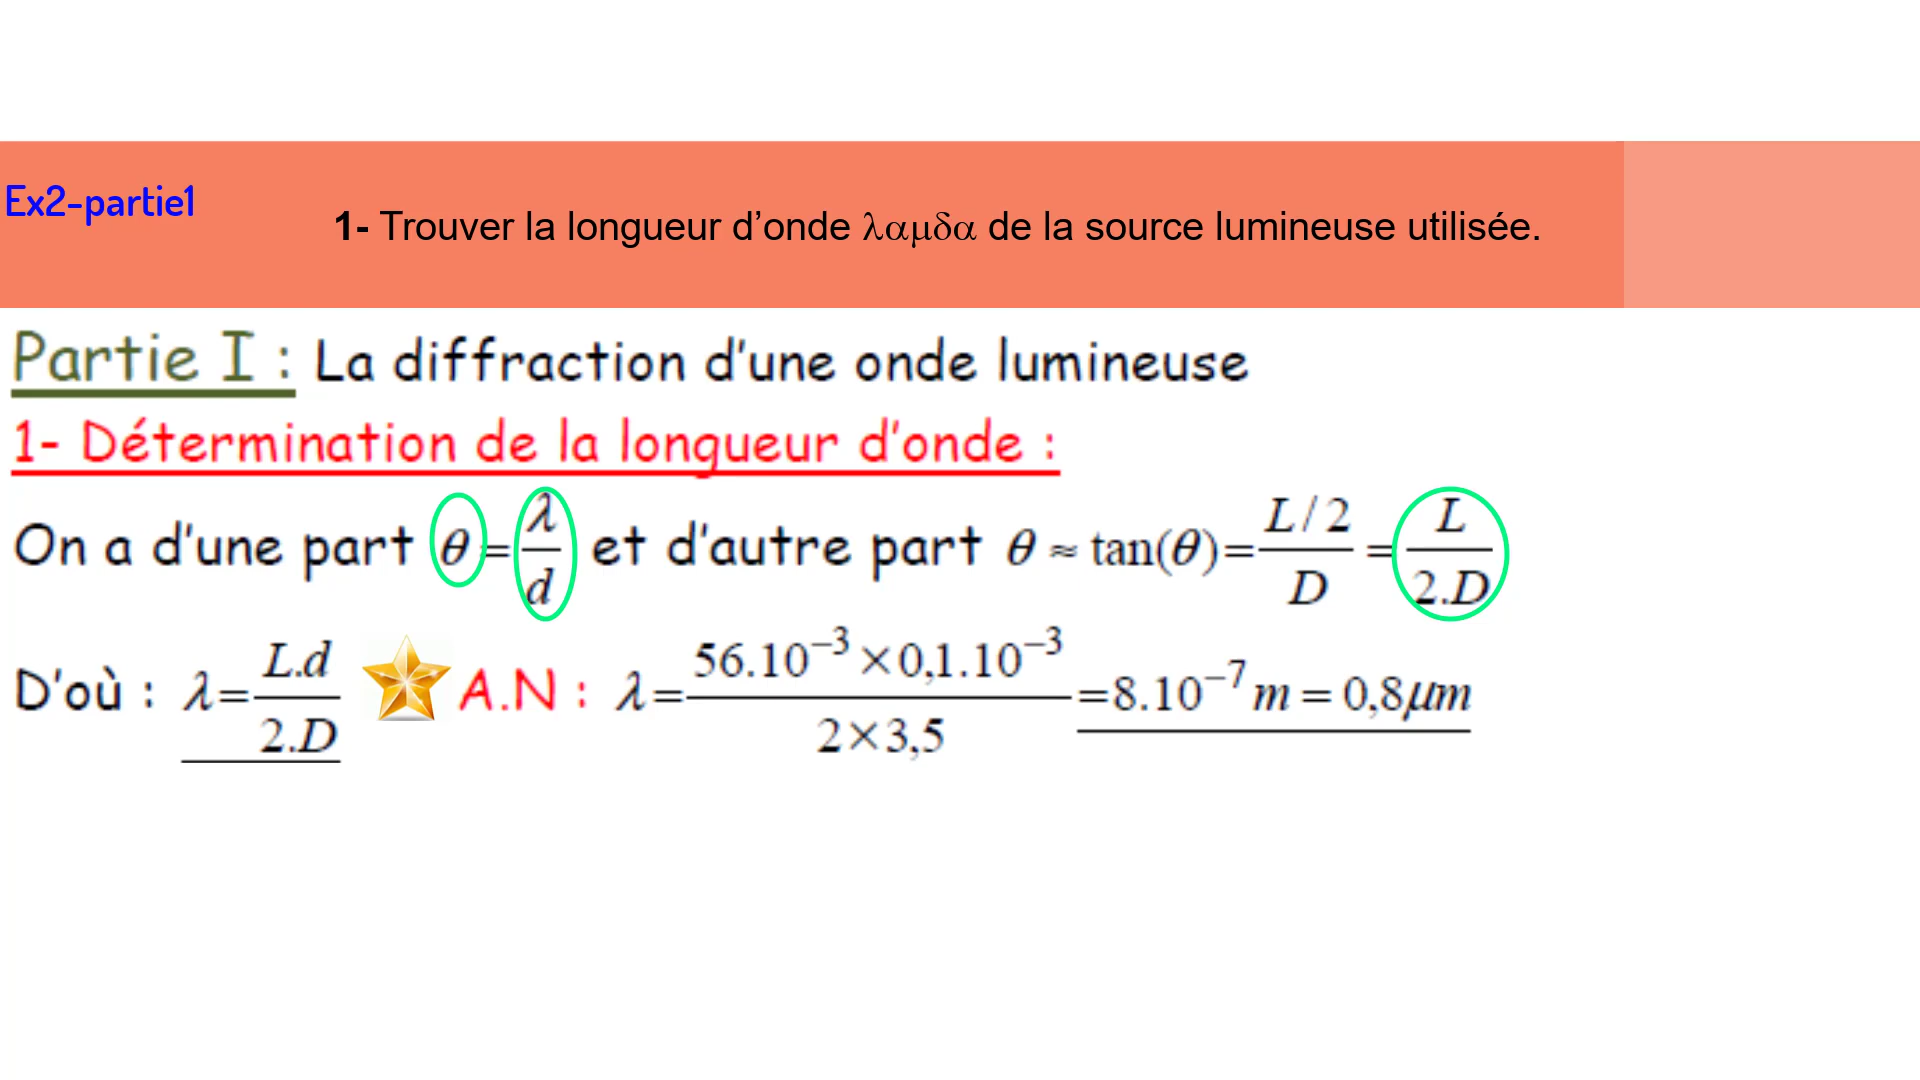 Ex2-partie1
1- Trouver la longueur d’onde λαμδα de la source lumineuse utilisée.
Partie I : La diffraction d’une onde lumineuse
1- Détermination de la longueur d’onde :
On a d’une part θ = λ/d et d’autre part θ ≈ tan(θ) = (L/2)/D = L/(2.D)
D’où : λ = L.d/(2.D) A.N : λ = (56.10⁻³ × 0,1.10⁻³)/(2×3,5) = 8.10⁻⁷ m = 0,8μm